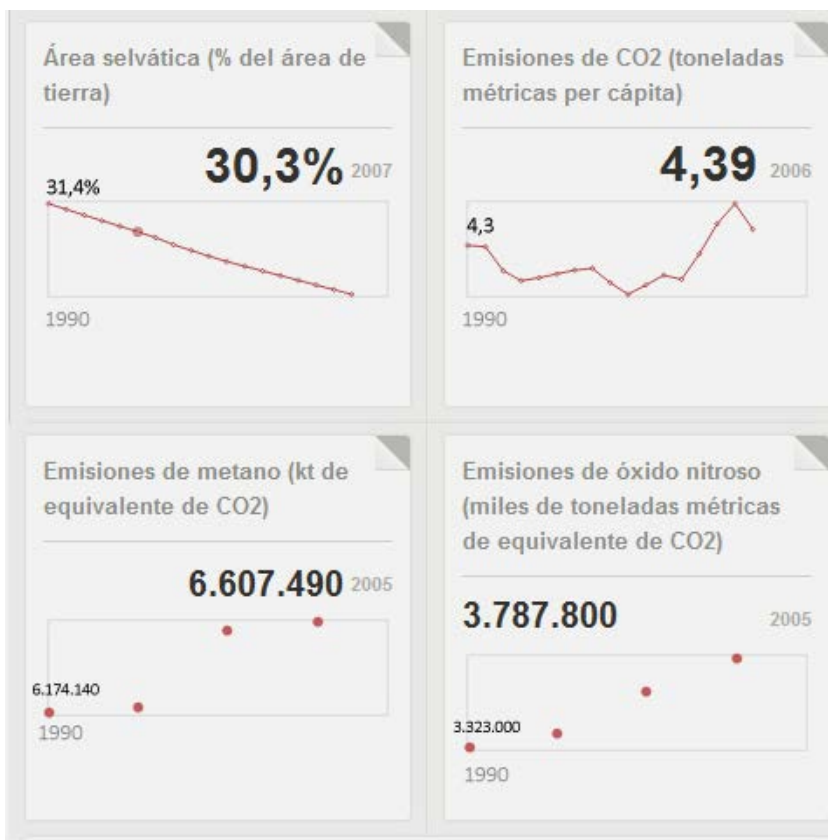 Área selvática (% del área de
tierra)
30,3% 2007
31,4%
1990
Emisiones de CO2 (toneladas
métricas per cápita)
4,39 2006
4,3
1990
Emisiones de metano (kt de
equivalente de CO2)
6.607.490 2005
6.174.140
1990
Emisiones de óxido nitroso
(miles de toneladas métricas
de equivalente de CO2)
3.787.800 2005
3.323.000
1990